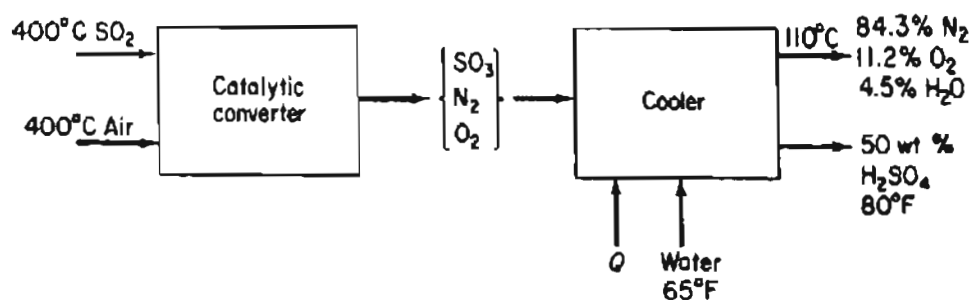 400°C SO₂
400°C Air
Catalytic
converter
SO₃
N₂
O₂
Cooler
110°C
84.3% N₂
11.2% O₂
4.5% H₂O
50 wt %
H₂SO₄
80°F
Q
Water
65°F